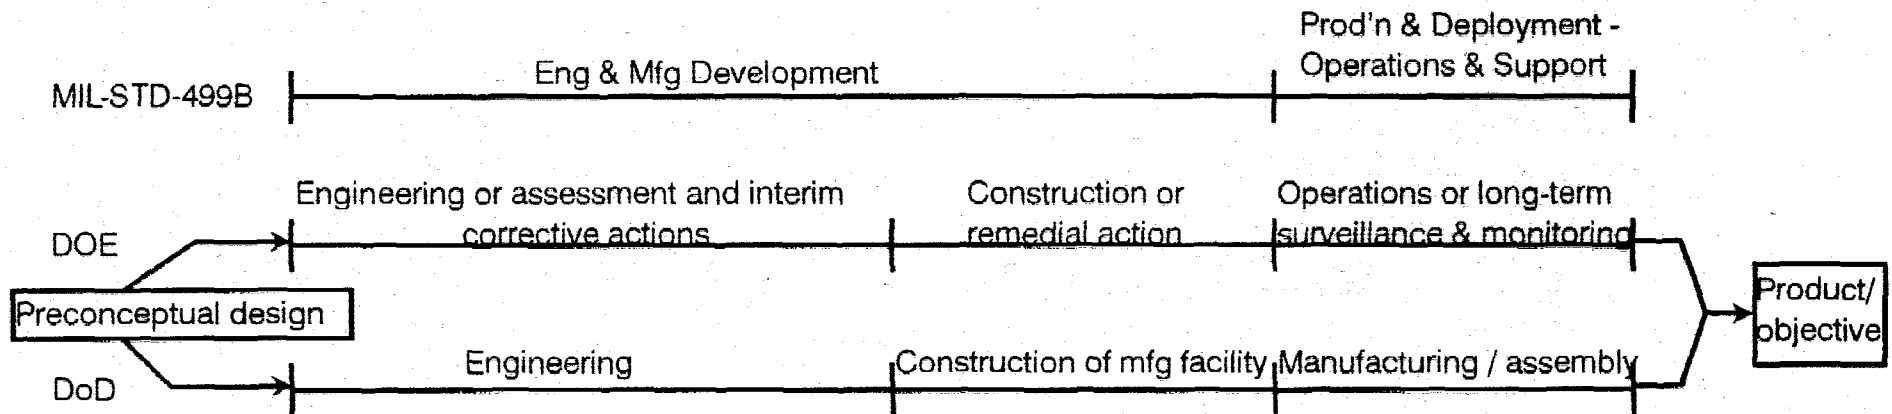 Prod'n & Deployment -
Eng & Mfg Development
Operations & Support
MIL-STD-499B
Engineering or assessment and interim
corrective actions
Construction or
remedial action
Operations or long-term
surveillance & monitoring
DOE
Preconceptual design
Product/
objective
Engineering
Construction of mfg facility
Manufacturing / assembly
DoD